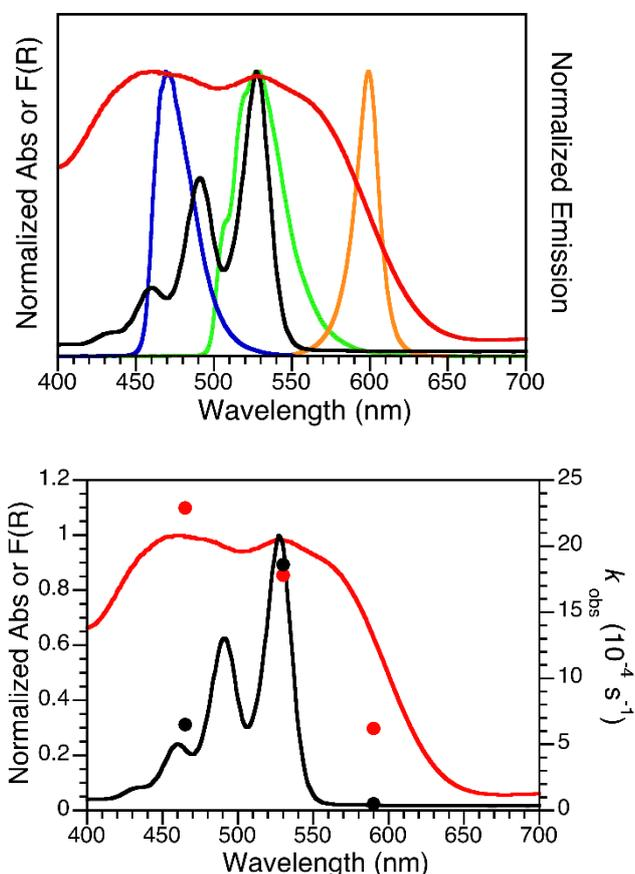 Normalized Abs or F(R)
Normalized Emission
400 450 500 550 600 650 700
Wavelength (nm)
1.2
1
0.8
0.6
0.4
0.2
0
Normalized Abs or F(R)
25
20
15
10
5
0
k obs (10-4 s-1)
400 450 500 550 600 650 700
Wavelength (nm)